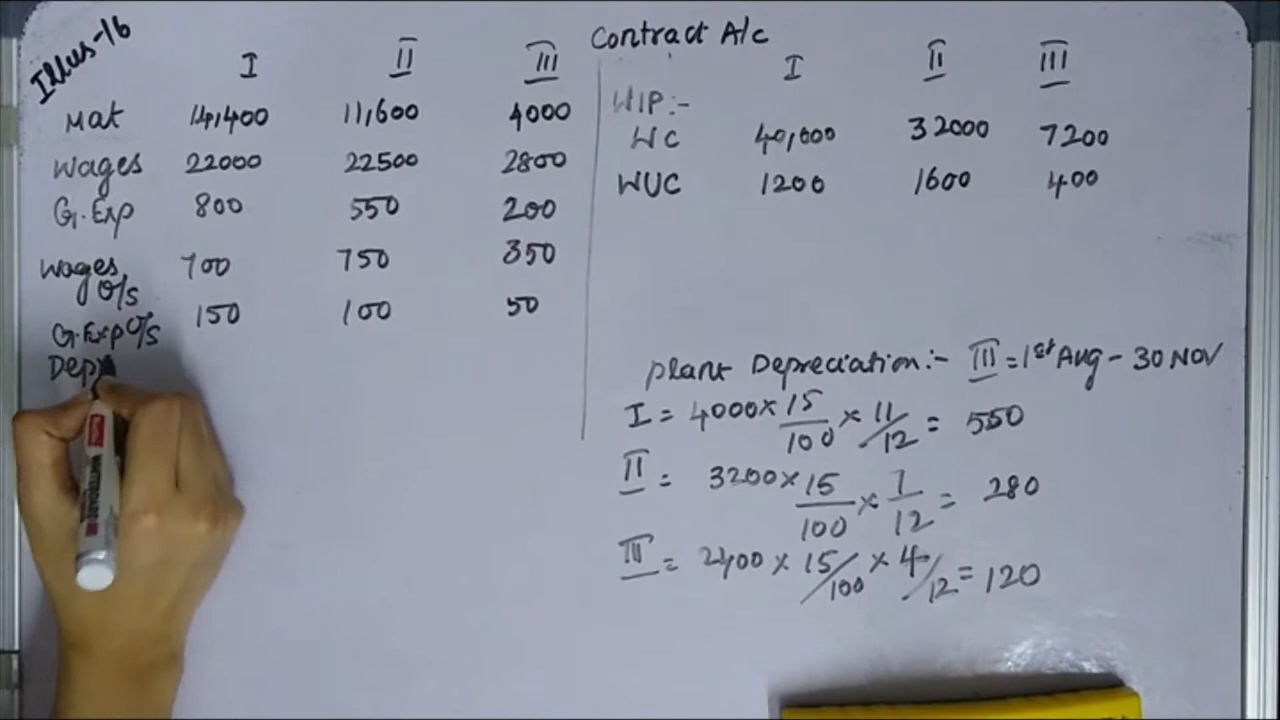 Illus-16
Contract A/c
I II III
Mat 14,400 11,600 4000
Wages 22000 22500 2800
G.Exp 800 550 200
Wages O/s 700 750 350
G.Exp O/s 150 100 50
Dep
I II III
WIP:-
WC 40,000 32000 7200
WUC 1200 1600 400
Plant Depreciation:- III = 1st Aug - 30 NOV
I = 4000 × 15/100 × 11/12 = 550
II = 3200 × 15/100 × 7/12 = 280
III = 2400 × 15/100 × 4/12 = 120